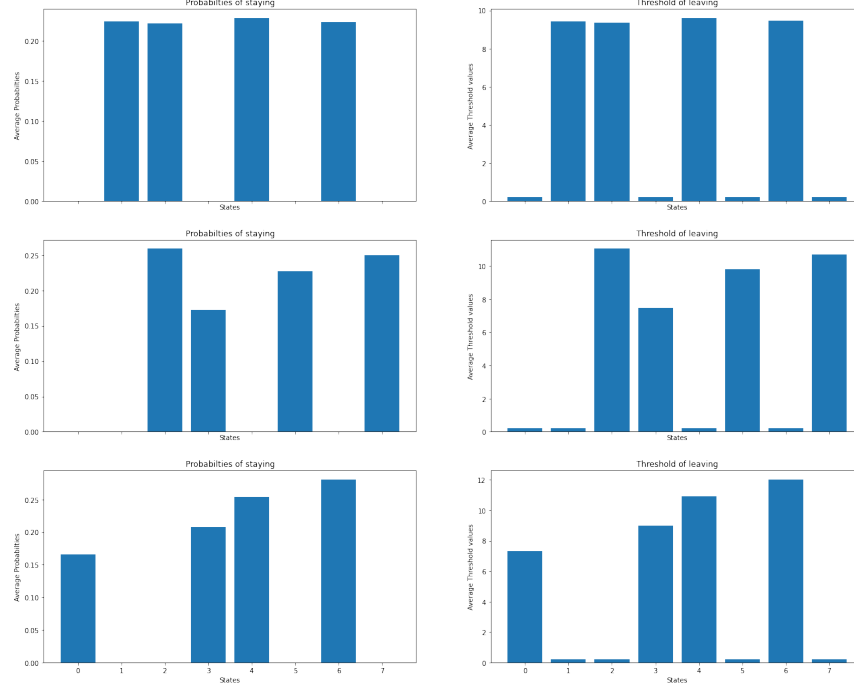 Probabilties of staying
Average Probabilties
0.20
0.15
0.10
0.05
0.00
States
Threshold of leaving
Average Threshold values
10
8
6
4
2
0
States
Probabilties of staying
Average Probabilties
0.25
0.20
0.15
0.10
0.05
0.00
States
Threshold of leaving
Average Threshold values
10
8
6
4
2
0
States
Probabilties of staying
Average Probabilties
0.25
0.20
0.15
0.10
0.05
0.00
0 1 2 3 4 5 6 7
States
Threshold of leaving
Average Threshold values
12
10
8
6
4
2
0
0 1 2 3 4 5 6 7
States